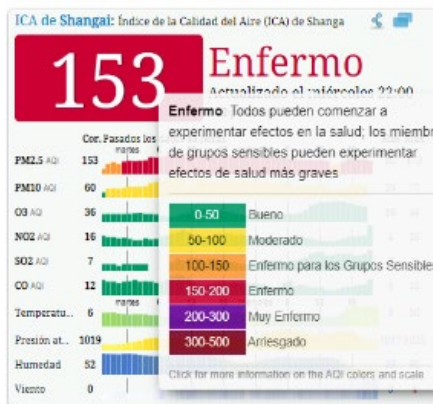 ICA de Shangai: Índice de la Calidad del Aire (ICA) de Shanga
153
Enfermo
Actualizado el miércoles 22:00
Enfermo: Todos pueden comenzar a
experimentar efectos en la salud; los miembr
de grupos sensibles pueden experimentar
efectos de salud más graves
Cor. Pasados los
martes
PM2.5 AQI 153
PM10 AQI 60
O3 AQI 36
NO2 AQI 16
SO2 AQI 7
CO AQI 12
martes
Temperatu... 6
Presión at... 1019
Humedad 52
Viento 0
0-50 Bueno
50-100 Moderado
100-150 Enfermo para los Grupos Sensible
150-200 Enfermo
200-300 Muy Enfermo
300-500 Arriesgado
Click for more information on the AQI colors and scale